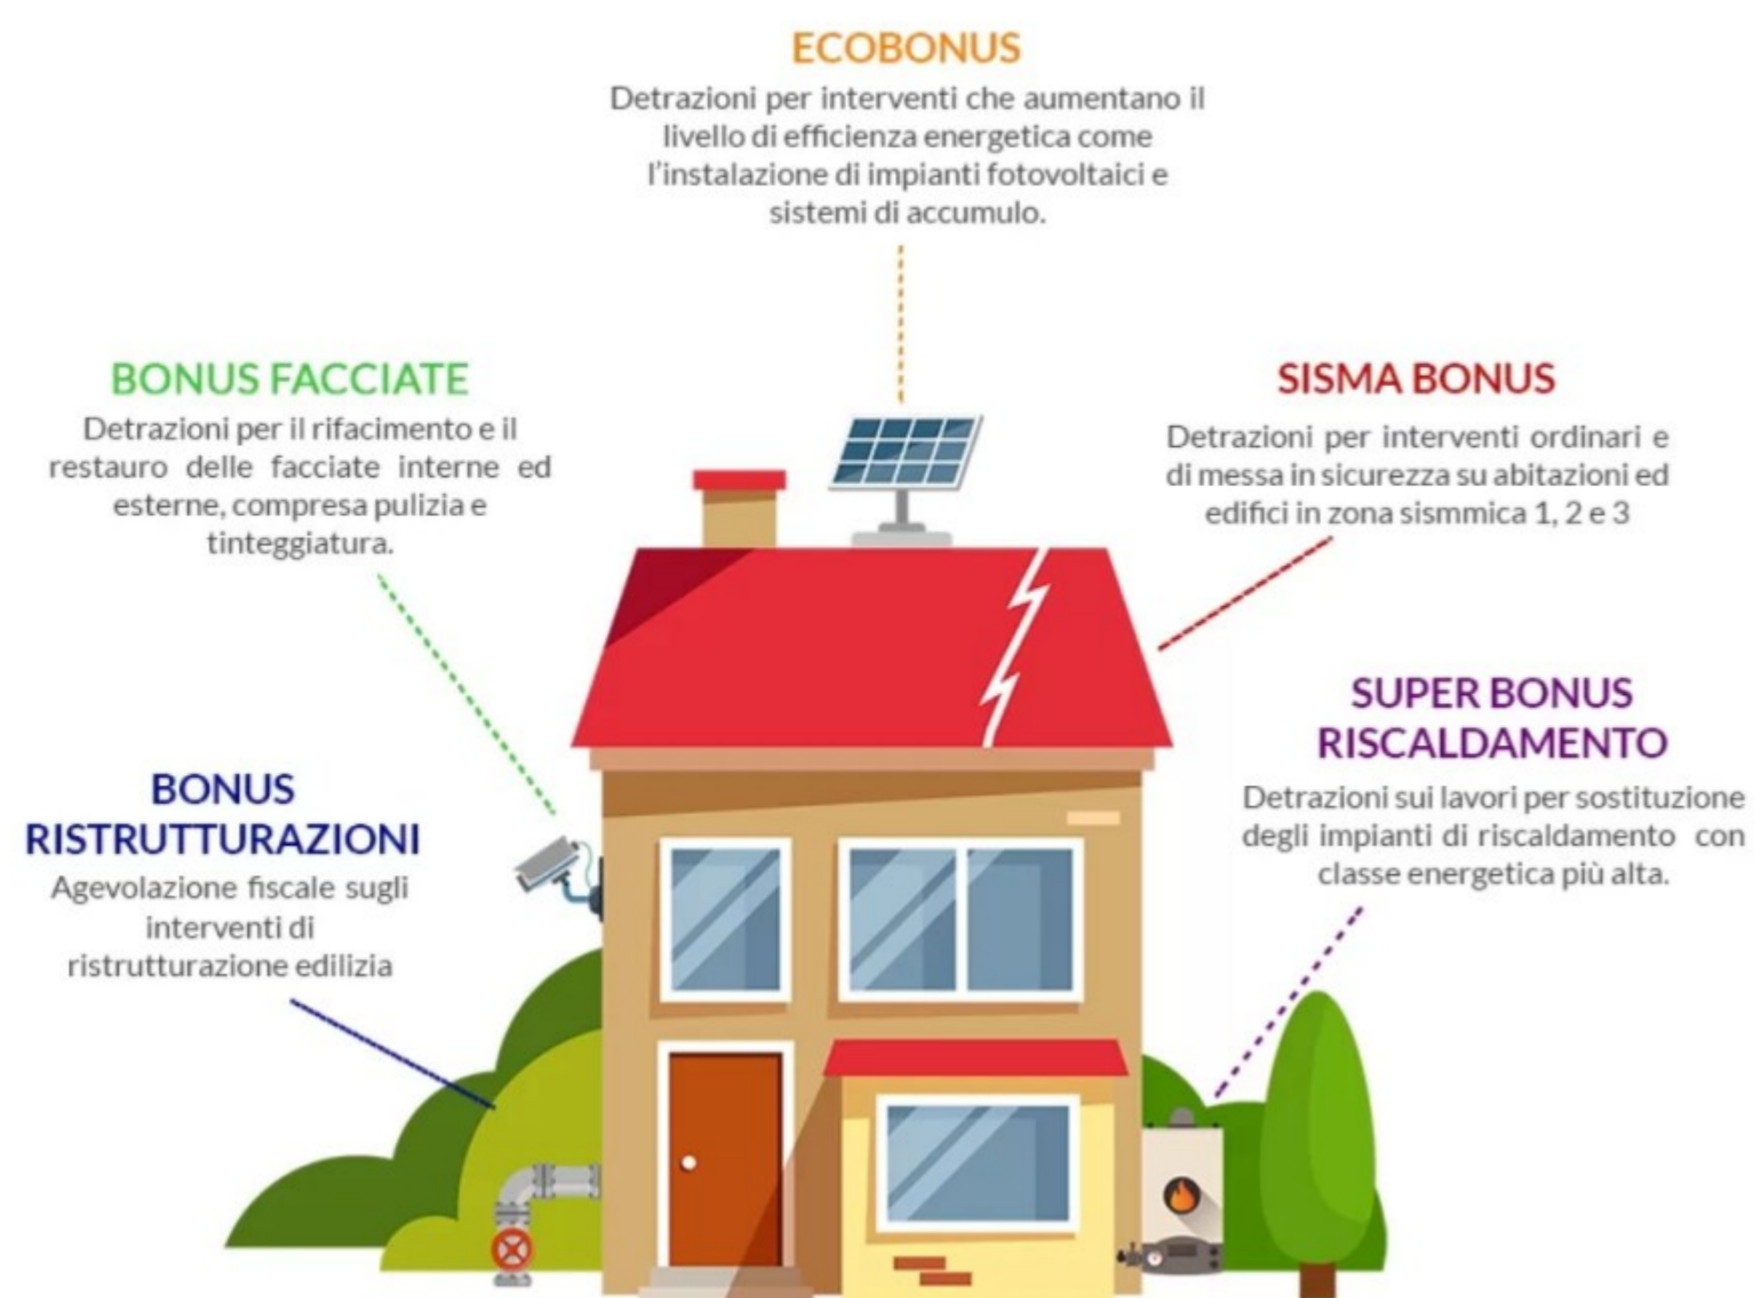 ECOBONUS
Detrazioni per interventi che aumentano il
livello di efficienza energetica come
l'instalazione di impianti fotovoltaici e
sistemi di accumulo.
BONUS FACCIATE
Detrazioni per il rifacimento e il
restauro delle facciate interne ed
esterne, compresa pulizia e
tinteggiatura.
SISMA BONUS
Detrazioni per interventi ordinari e
di messa in sicurezza su abitazioni ed
edifici in zona sismmica 1, 2 e 3
SUPER BONUS
RISCALDAMENTO
Detrazioni sui lavori per sostituzione
degli impianti di riscaldamento con
classe energetica più alta.
BONUS
RISTRUTTURAZIONI
Agevolazione fiscale sugli
interventi di
ristrutturazione edilizia